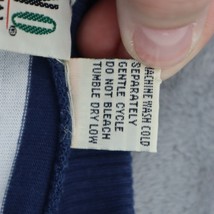 MACHINE WASH COLD
SEPARATELY
GENTLE CYCLE
DO NOT BLEACH
TUMBLE DRY LOW